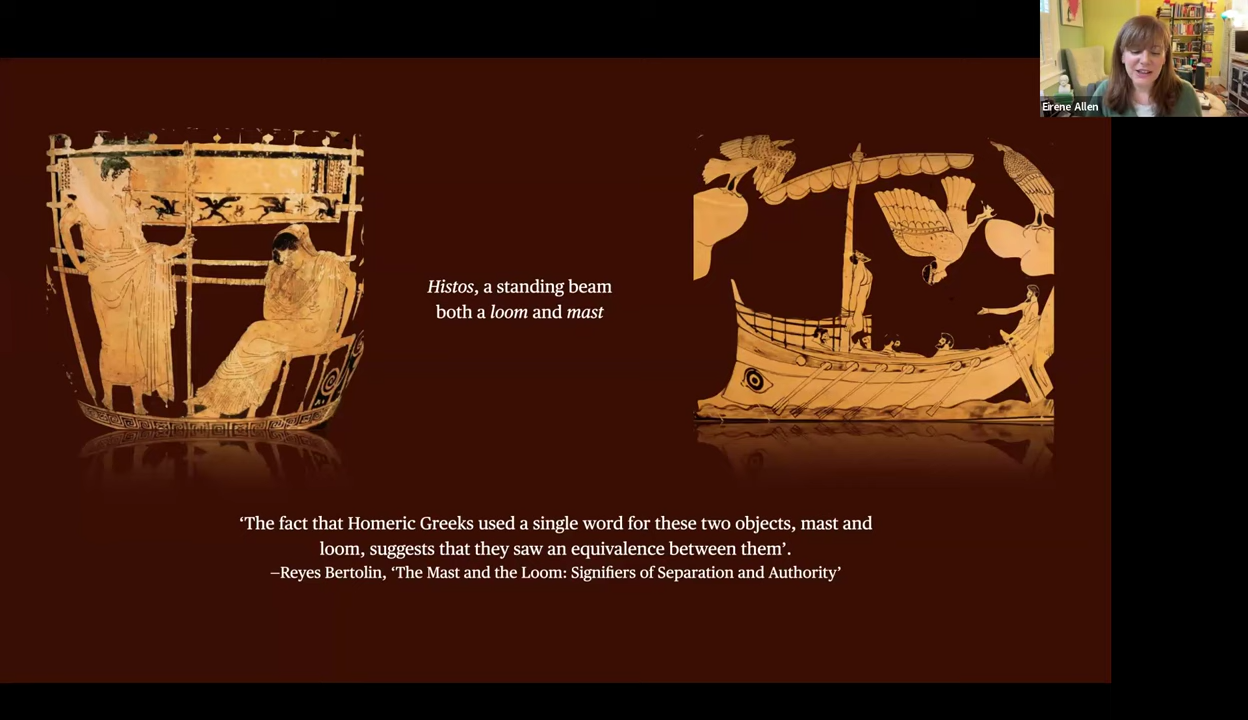 Eirene Allen
Histos, a standing beam
both a loom and mast
‘The fact that Homeric Greeks used a single word for these two objects, mast and
loom, suggests that they saw an equivalence between them’.
–Reyes Bertolin, ‘The Mast and the Loom: Signifiers of Separation and Authority’